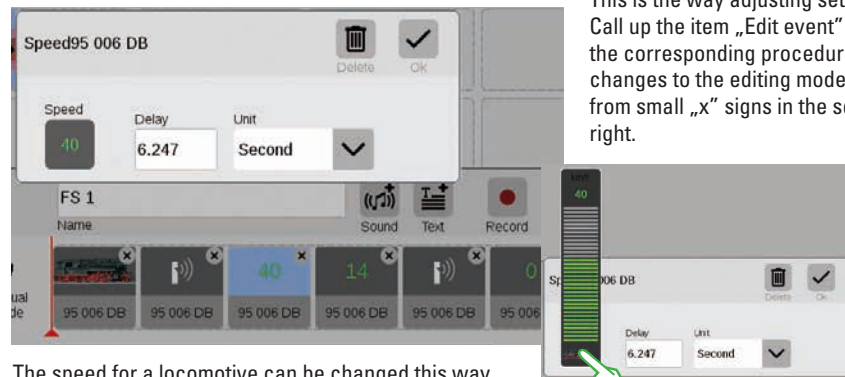 This is the way adjusting
Call up the item „Edit event"
the corresponding
changes to the editing mode
from small „x" signs in the
right.
Speed95 006 DB
Delete
Ok
Speed
Delay
Unit
40
6.247
Second
FS 1
Name
Sound
Text
Record
40
14
0
95 006 DB
95 006 DB
95 006 DB
95 006 DB
95 006 DB
95 006
km/h
40
006 DB
Delete
Ok
Delay
Unit
6.247
Second
The speed for a locomotive can be changed this way